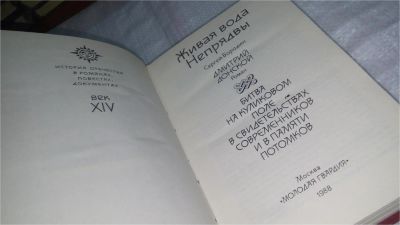 ИСТОРИЯ ОТЕЧЕСТВА
В РОМАНАХ,
ПОВЕСТЯХ,
ДОКУМЕНТАХ
ВЕК
XIV
Живая вода
Непрядвы
Сергей Бородин
ДМИТРИЙ
ДОНСКОЙ
Роман
БИТВА
НА КУЛИКОВОМ
ПОЛЕ
В СВИДЕТЕЛЬСТВАХ
СОВРЕМЕННИКОВ
И В ПАМЯТИ
ПОТОМКОВ
Москва
«МОЛОДАЯ ГВАРДИЯ»
1988